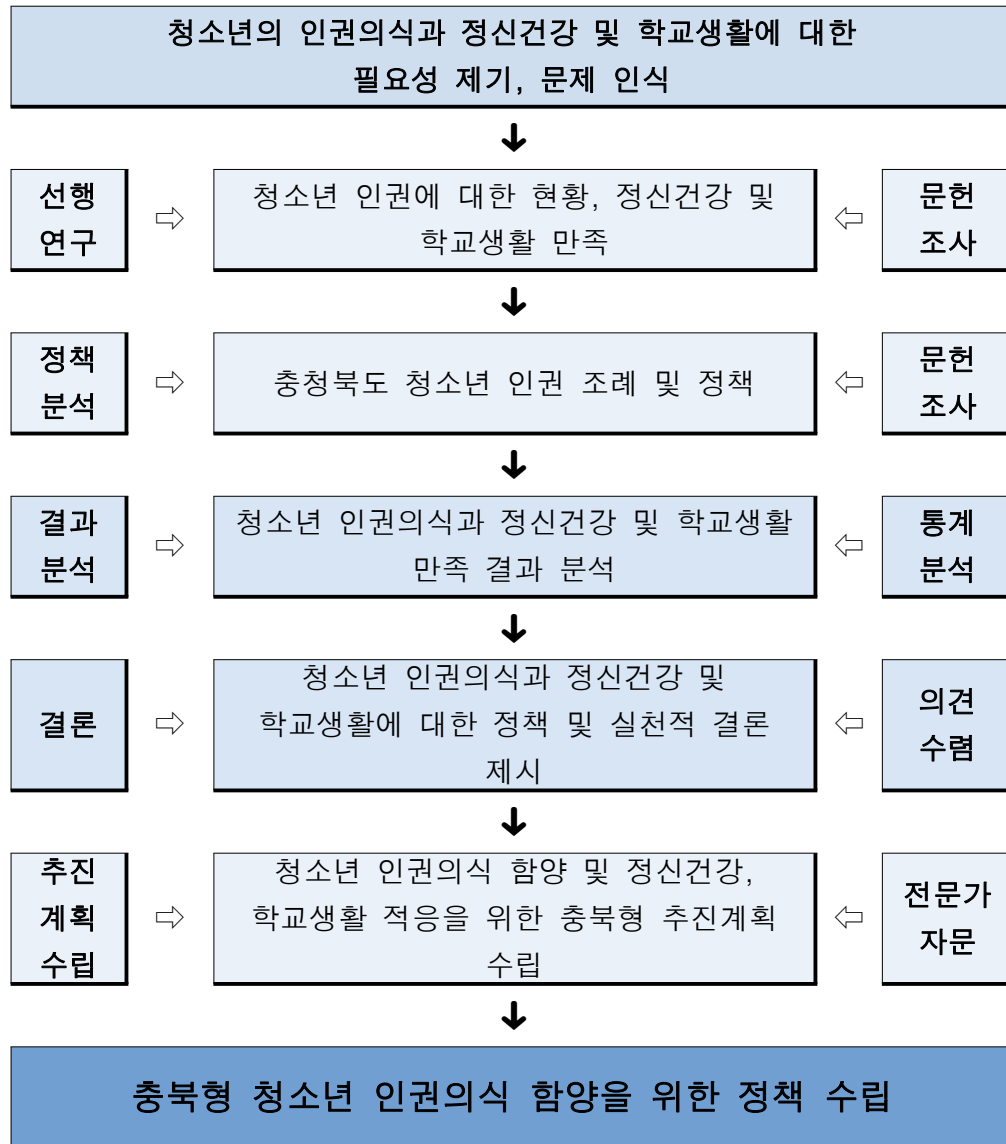 청소년의 인권의식과 정신건강 및 학교생활에 대한
필요성 제기, 문제 인식
선행
연구
청소년 인권에 대한 현황, 정신건강 및
학교생활 만족
문헌
조사
정책
분석
충청북도 청소년 인권 조례 및 정책
문헌
조사
결과
분석
청소년 인권의식과 정신건강 및 학교생활
만족 결과 분석
통계
분석
결론
청소년 인권의식과 정신건강 및
학교생활에 대한 정책 및 실천적 결론
제시
의견
수렴
추진
계획
수립
청소년 인권의식 함양 및 정신건강,
학교생활 적응을 위한 충북형 추진계획
수립
전문가
자문
충북형 청소년 인권의식 함양을 위한 정책 수립